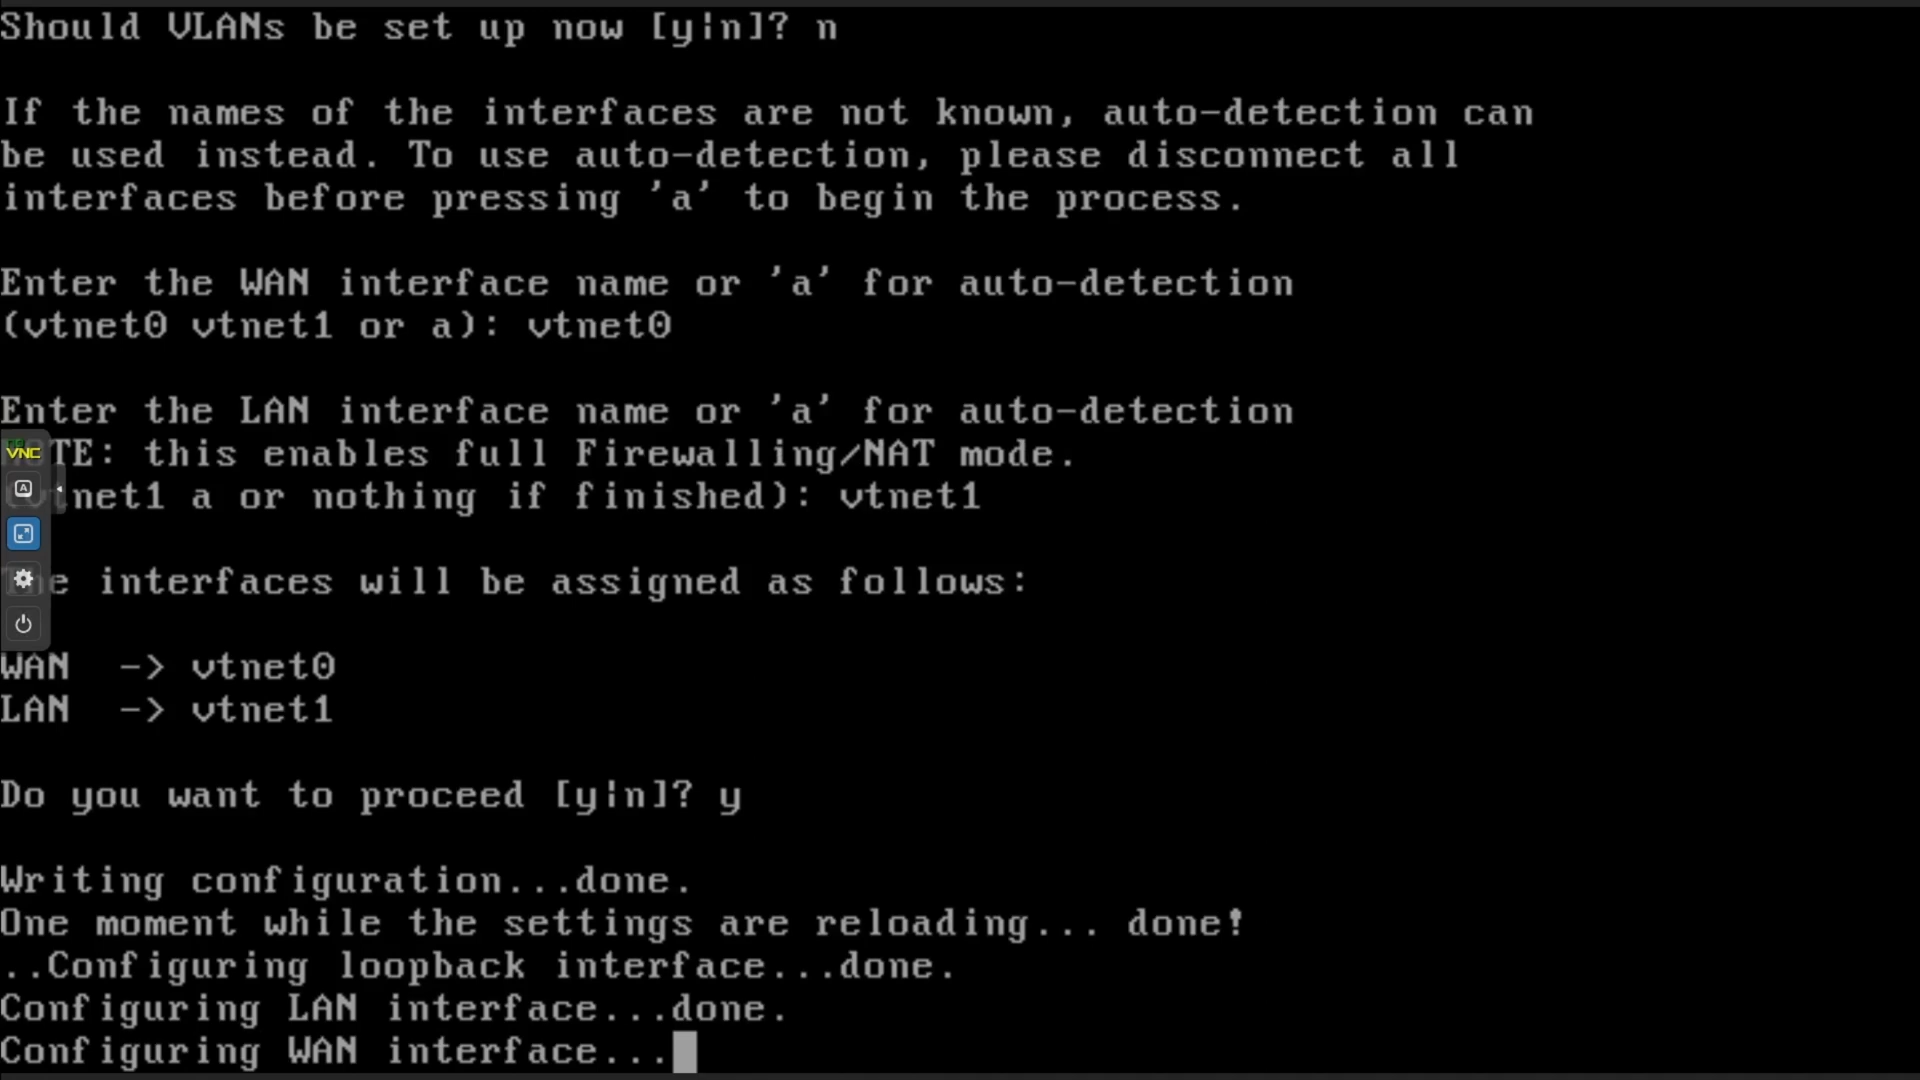 Should VLANs be set up now [y|n]? n
If the names of the interfaces are not known, auto-detection can
be used instead. To use auto-detection, please disconnect all
interfaces before pressing 'a' to begin the process.
Enter the WAN interface name or 'a' for auto-detection
(vtnet0 vtnet1 or a): vtnet0
Enter the LAN interface name or 'a' for auto-detection
NOTE: this enables full Firewalling/NAT mode.
(vtnet1 a or nothing if finished): vtnet1
The interfaces will be assigned as follows:
WAN  -> vtnet0
LAN  -> vtnet1
Do you want to proceed [y|n]? y
Writing configuration...done.
One moment while the settings are reloading... done!
..Configuring loopback interface...done.
Configuring LAN interface...done.
Configuring WAN interface...
no
VNC
A